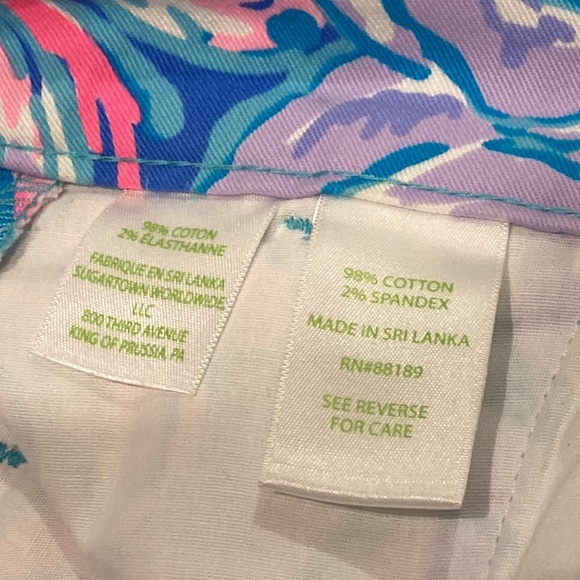 98% COTON
2% ÉLASTHANNE
FABRIQUE EN SRI LANKA
SUGARTOWN WORLDWIDE
LLC
800 THIRD AVENUE
KING OF PRUSSIA, PA
98% COTTON
2% SPANDEX
MADE IN SRI LANKA
RN#88189
SEE REVERSE
FOR CARE